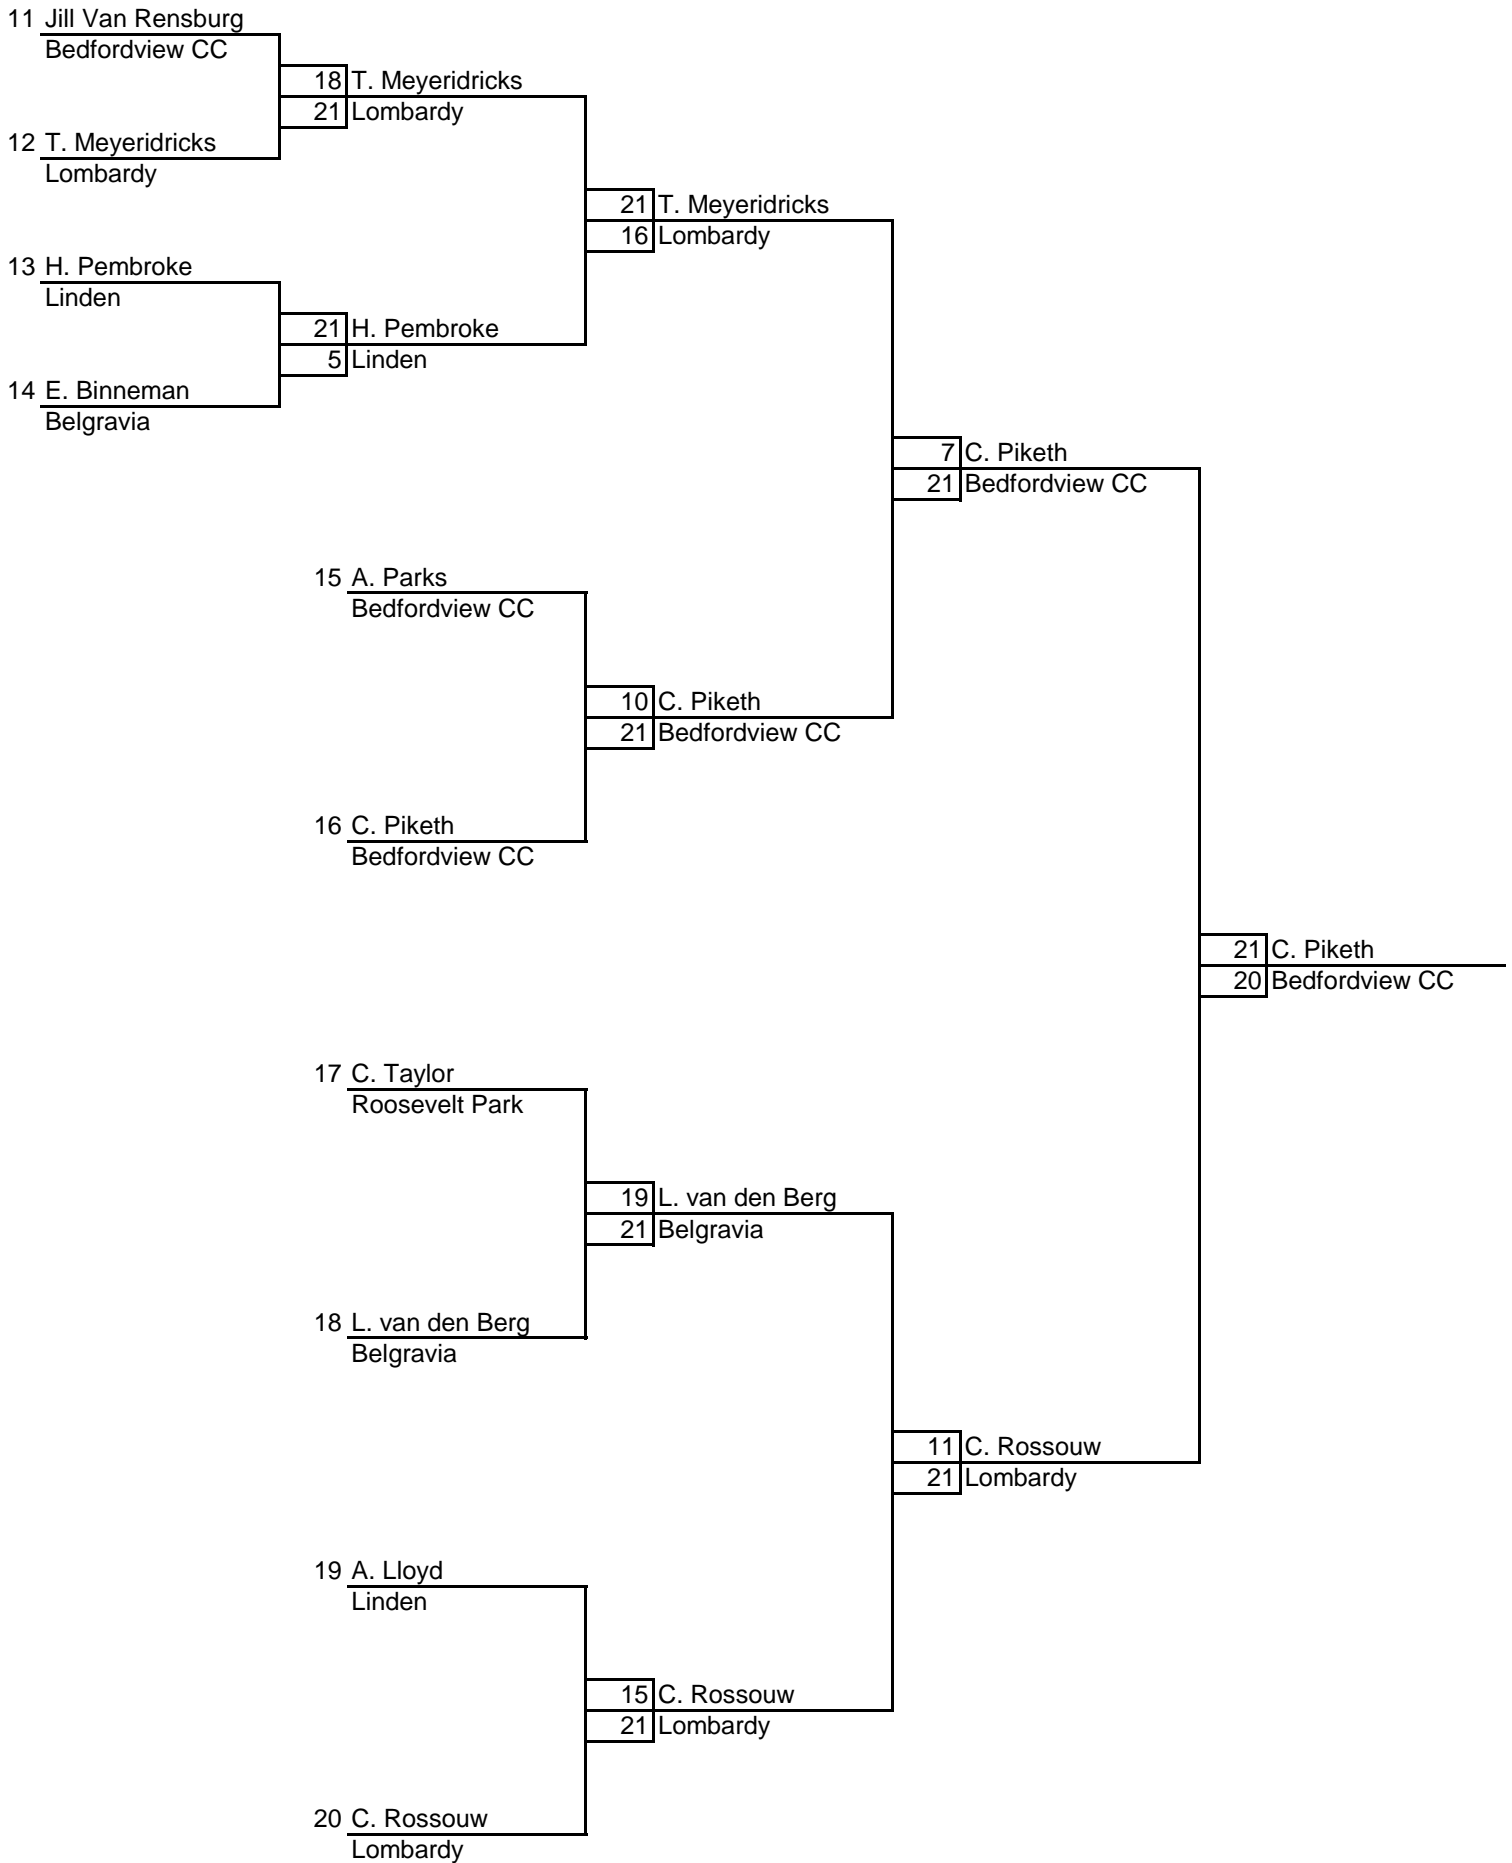 11 Jill Van Rensburg
Bedfordview CC
18 T. Meyeridricks
21 Lombardy
12 T. Meyeridricks
Lombardy
21 T. Meyeridricks
16 Lombardy
13 H. Pembroke
Linden
21 H. Pembroke
5 Linden
14 E. Binneman
Belgravia
7 C. Piketh
21 Bedfordview CC
15 A. Parks
Bedfordview CC
10 C. Piketh
21 Bedfordview CC
16 C. Piketh
Bedfordview CC
21 C. Piketh
20 Bedfordview CC
17 C. Taylor
Roosevelt Park
19 L. van den Berg
21 Belgravia
18 L. van den Berg
Belgravia
11 C. Rossouw
21 Lombardy
19 A. Lloyd
Linden
15 C. Rossouw
21 Lombardy
20 C. Rossouw
Lombardy